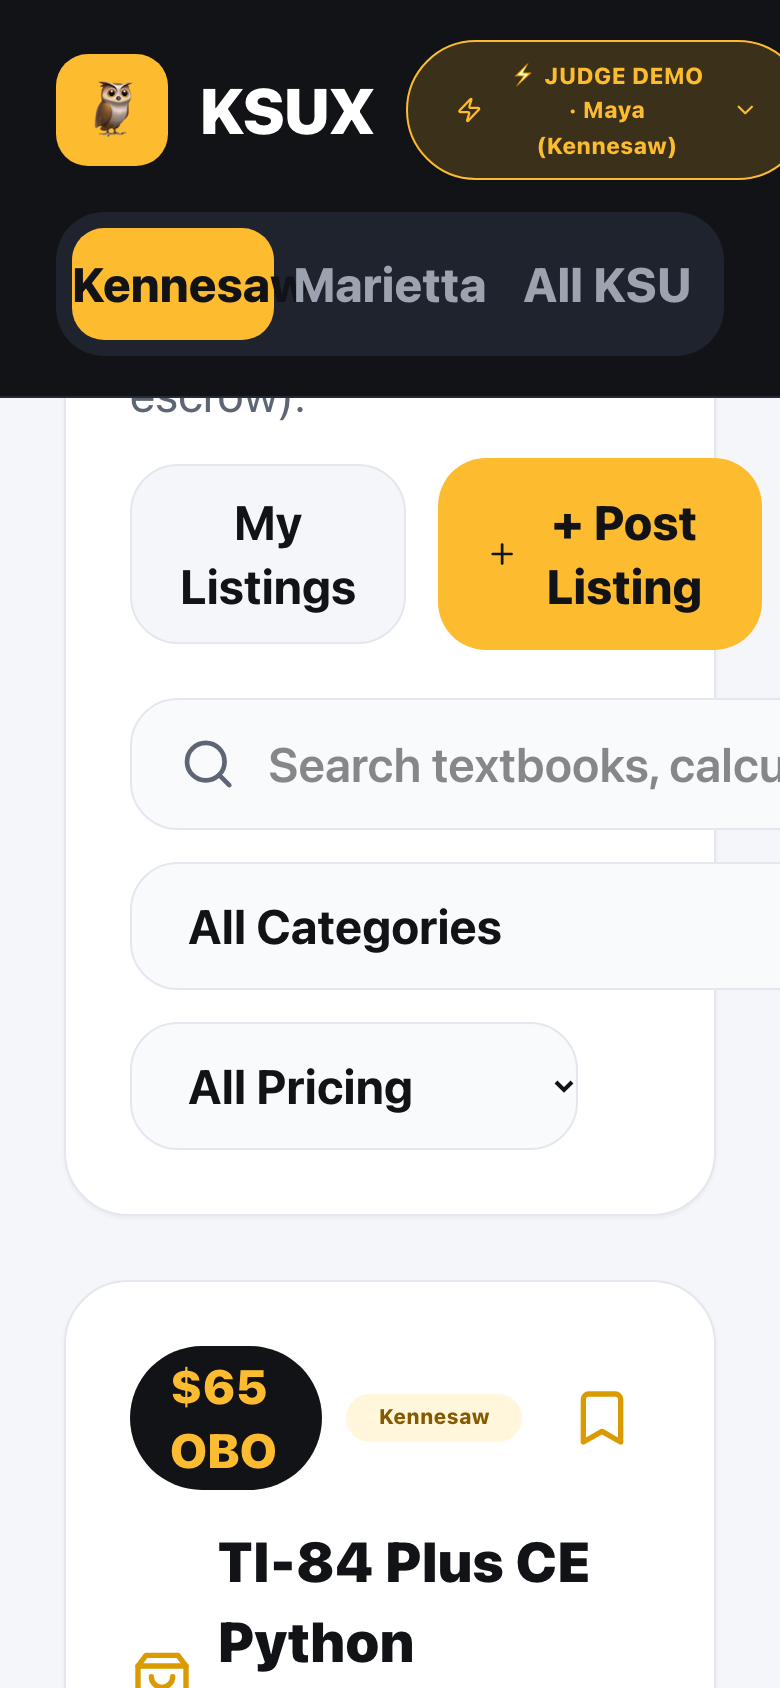 KSUX
⚡ JUDGE DEMO
· Maya
(Kennesaw)
Kennesaw
Marietta
All KSU
escrow).
My
Listings
+ Post
Listing
Search textbooks, calcu
All Categories
All Pricing
$65
OBO
Kennesaw
TI-84 Plus CE
Python